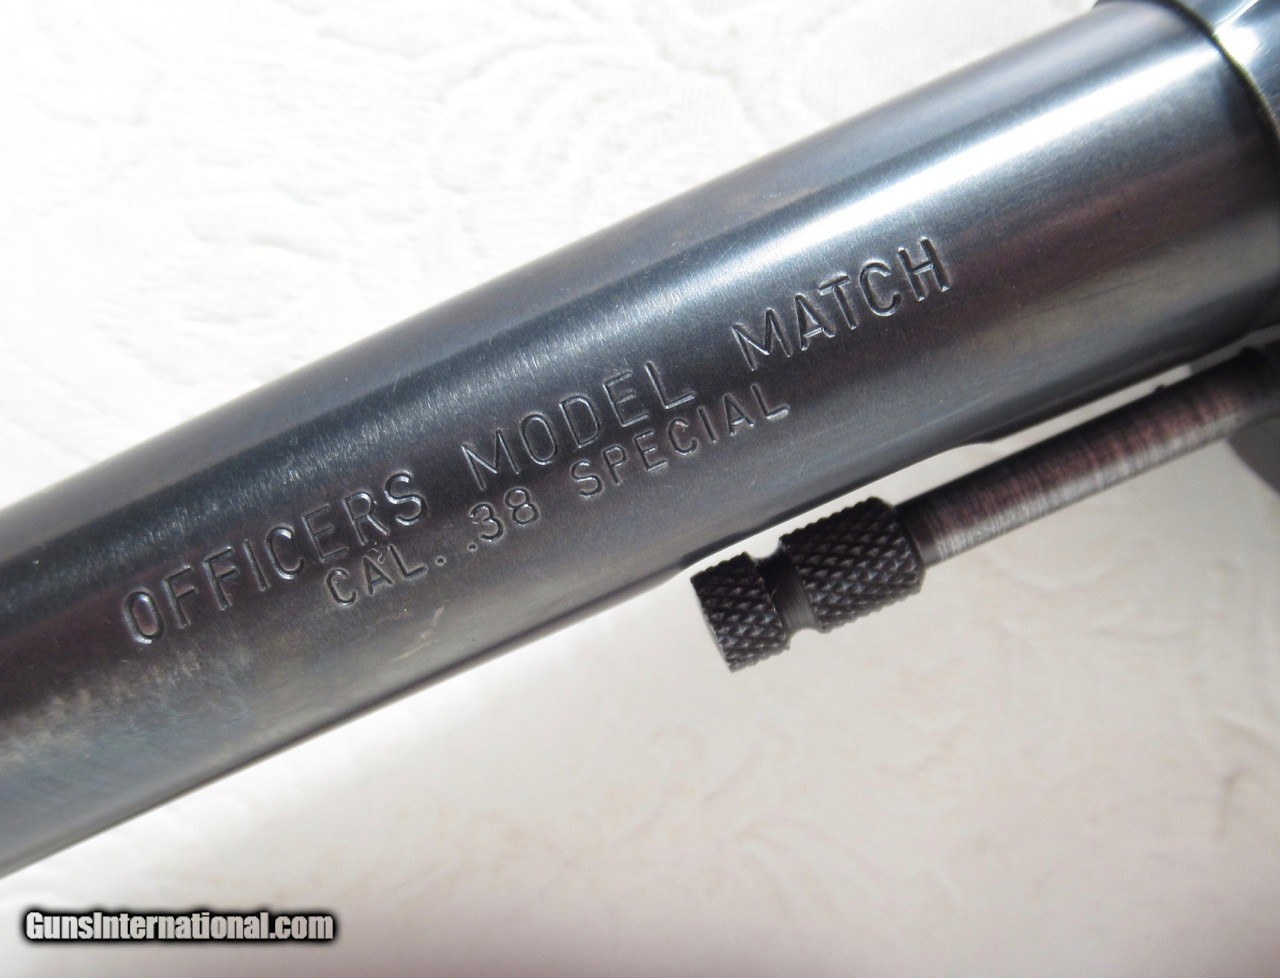 OFFICERS MODEL MATCH
CAL. .38 SPECIAL
GunsInternational.com